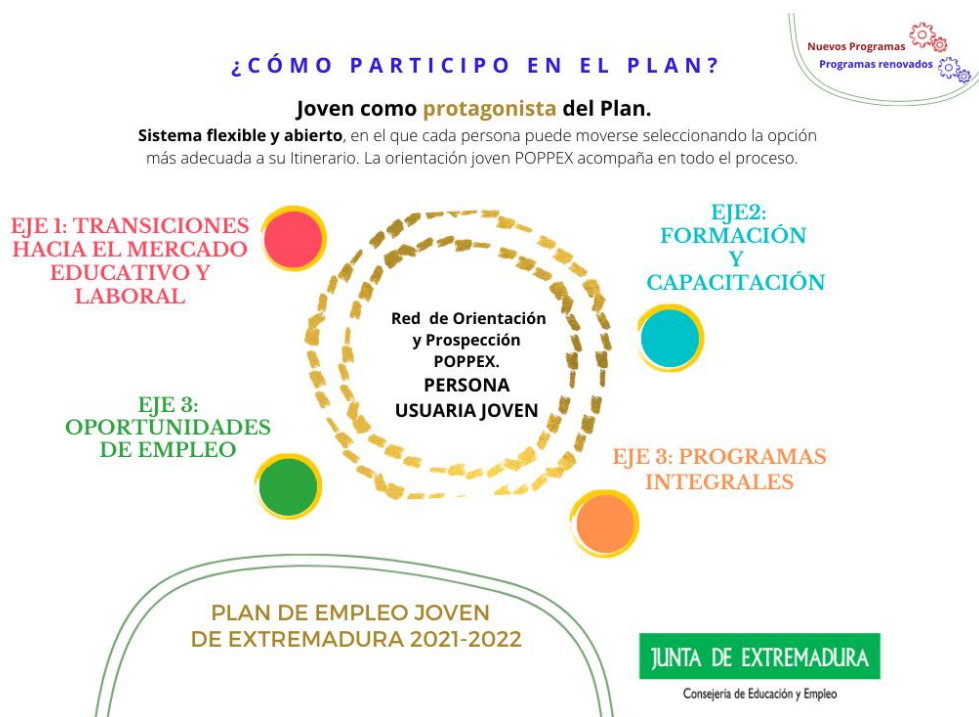 Nuevos Programas
Programas renovados
¿CÓMO PARTICIPO EN EL PLAN?
Joven como protagonista del Plan.
Sistema flexible y abierto, en el que cada persona puede moverse seleccionando la opción
más adecuada a su Itinerario. La orientación joven POPPEX acompaña en todo el proceso.
EJE 1: TRANSICIONES
HACIA EL MERCADO
EDUCATIVO Y
LABORAL
EJE2:
FORMACIÓN
Y
CAPACITACIÓN
Red de Orientación
y Prospección
POPPEX.
PERSONA
USUARIA JOVEN
EJE 3:
OPORTUNIDADES
DE EMPLEO
EJE 3: PROGRAMAS
INTEGRALES
PLAN DE EMPLEO JOVEN
DE EXTREMADURA 2021-2022
JUNTA DE EXTREMADURA
Consejería de Educación y Empleo